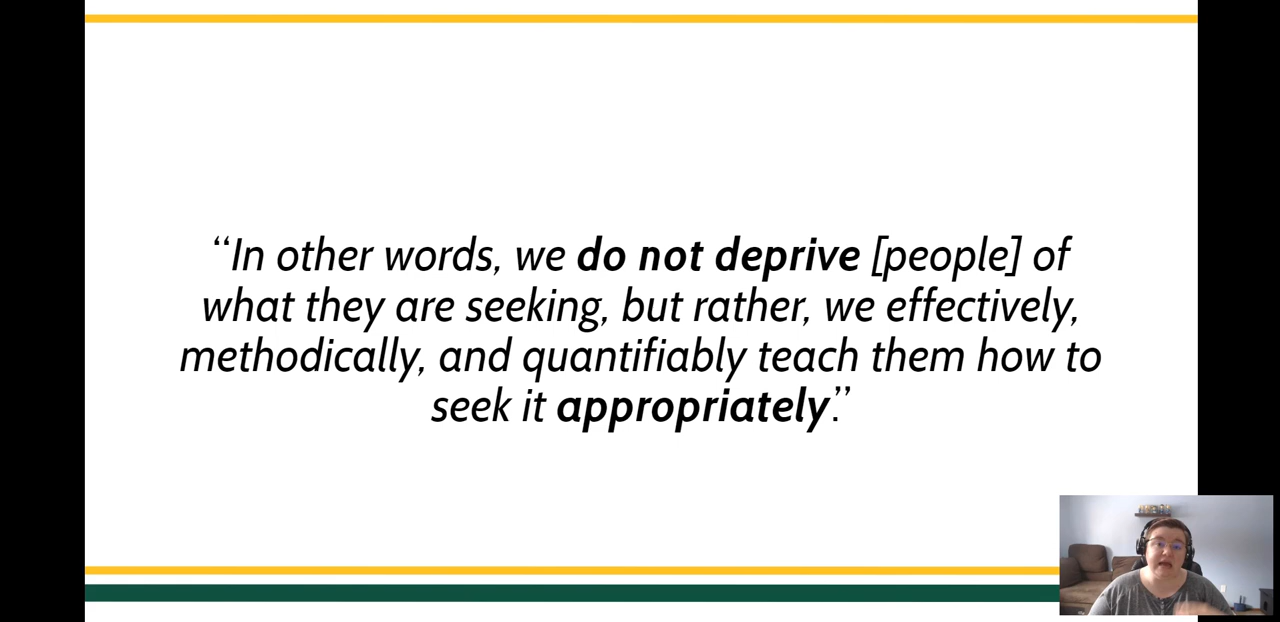 “In other words, we do not deprive [people] of
what they are seeking, but rather, we effectively,
methodically, and quantifiably teach them how to
seek it appropriately.”